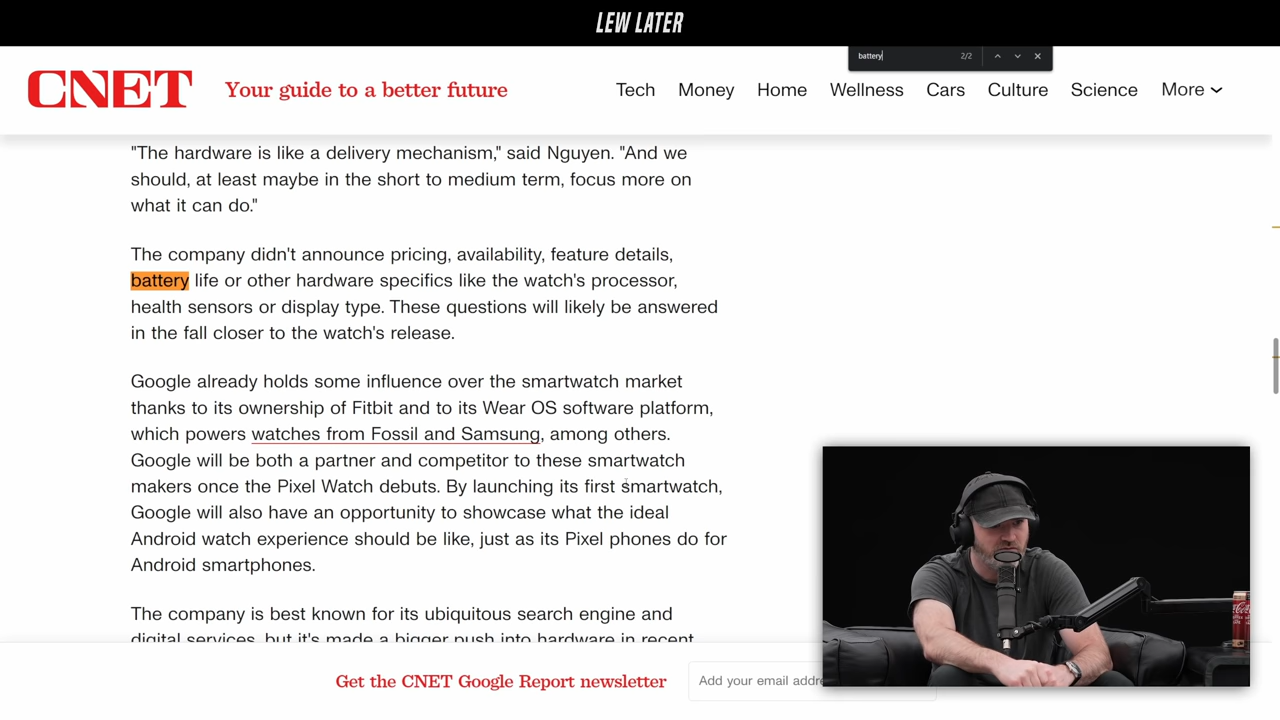 LEW LATER
battery 2/2
CNET Your guide to a better future Tech Money Home Wellness Cars Culture Science More
"The hardware is like a delivery mechanism," said Nguyen. "And we
should, at least maybe in the short to medium term, focus more on
what it can do."
The company didn't announce pricing, availability, feature details,
battery life or other hardware specifics like the watch's processor,
health sensors or display type. These questions will likely be answered
in the fall closer to the watch's release.
Google already holds some influence over the smartwatch market
thanks to its ownership of Fitbit and to its Wear OS software platform,
which powers watches from Fossil and Samsung, among others.
Google will be both a partner and competitor to these smartwatch
makers once the Pixel Watch debuts. By launching its first smartwatch,
Google will also have an opportunity to showcase what the ideal
Android watch experience should be like, just as its Pixel phones do for
Android smartphones.
The company is best known for its ubiquitous search engine and
digital services, but it's made a bigger push into hardware in recent
Get the CNET Google Report newsletter Add your email addre